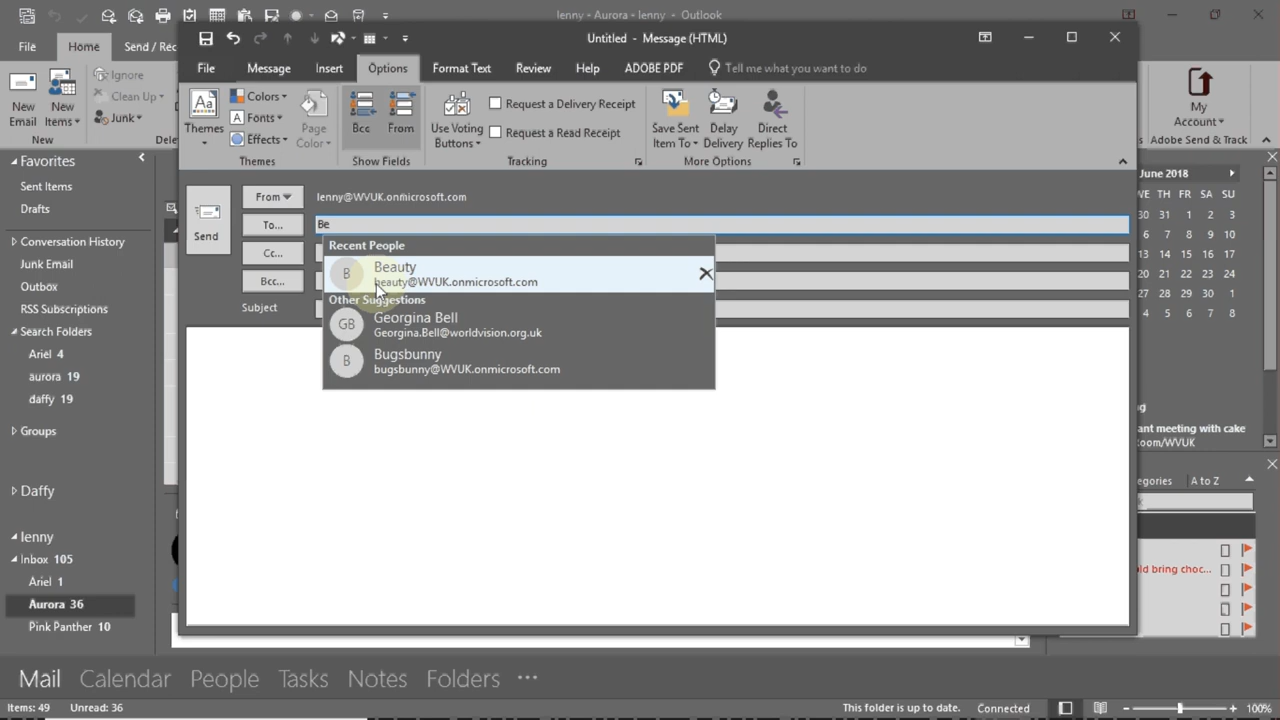 lenny - Aurora - lenny - Outlook
File Home Send / Rec
Untitled - Message (HTML)
File Message Insert Options Format Text Review Help ADOBE PDF Tell me what you want to do
New Email
New Items
New
Ignore
Clean Up
Junk
Dele
Themes
Colors
Fonts
Effects
Page Color
Themes
Bcc
From
Show Fields
Use Voting Buttons
Request a Delivery Receipt
Request a Read Receipt
Tracking
Save Sent Item To
Delay Delivery
Direct Replies To
More Options
My Account
Adobe Send & Track
Favorites
Sent Items
Drafts
Conversation History
Junk Email
Outbox
RSS Subscriptions
Search Folders
Ariel 4
aurora 19
daffy 19
Groups
Daffy
lenny
Inbox 105
Ariel 1
Aurora 36
Pink Panther 10
Send
From lenny@WVUK.onmicrosoft.com
To... Be
Cc...
Bcc...
Subject
Recent People
B
Beauty
beauty@WVUK.onmicrosoft.com
Other Suggestions
GB
Georgina Bell
Georgina.Bell@worldvision.org.uk
B
Bugsbunny
bugsbunny@WVUK.onmicrosoft.com
June 2018
WE TH FR SA SU
30 31 1 2 3
6 7 8 9 10
13 14 15 16 17
20 21 22 23 24
27 28 29 30 1
4 5 6 7 8
ant meeting with cake
oom/WVUK
egories A to Z
ld bring choc...
Mail Calendar People Tasks Notes Folders ···
Items: 49 Unread: 36 This folder is up to date. Connected 100%